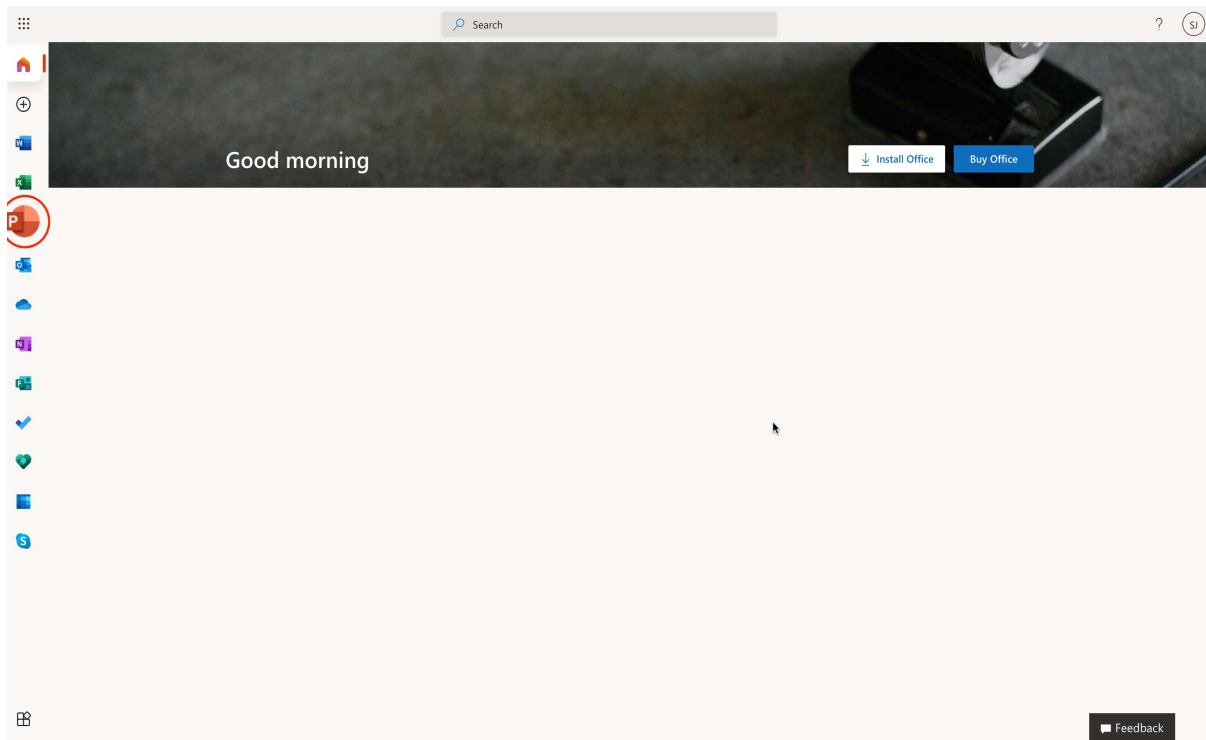 Search
?
SJ
Good morning
Install Office
Buy Office
W
X
P
O
N
F
S
Feedback